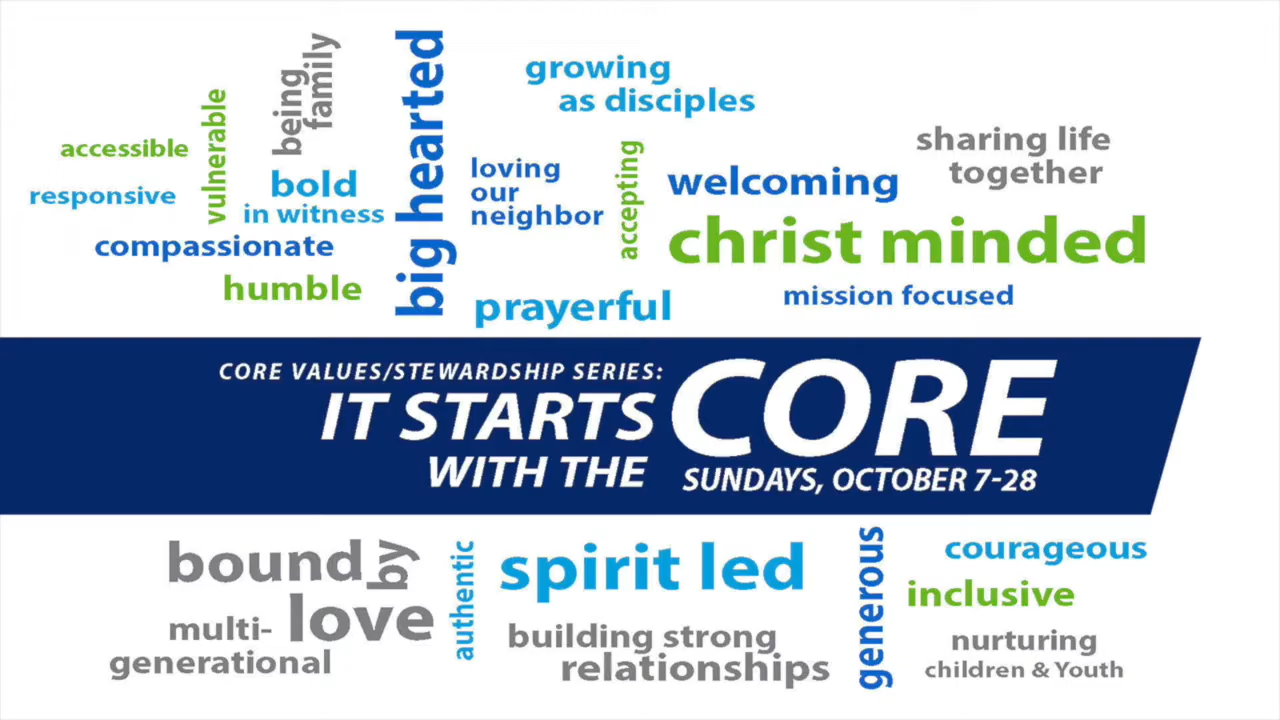 accessible
responsive
vulnerable
being
family
bold
in witness
compassionate
humble
big hearted
growing
as disciples
loving
our
neighbor
accepting
prayerful
welcoming
sharing life
together
christ minded
mission focused
CORE VALUES/STEWARDSHIP SERIES:
IT STARTS
WITH THE
CORE
SUNDAYS, OCTOBER 7-28
bound
by
love
multi-
generational
authentic
spirit led
building strong
relationships
generous
courageous
inclusive
nurturing
children & Youth